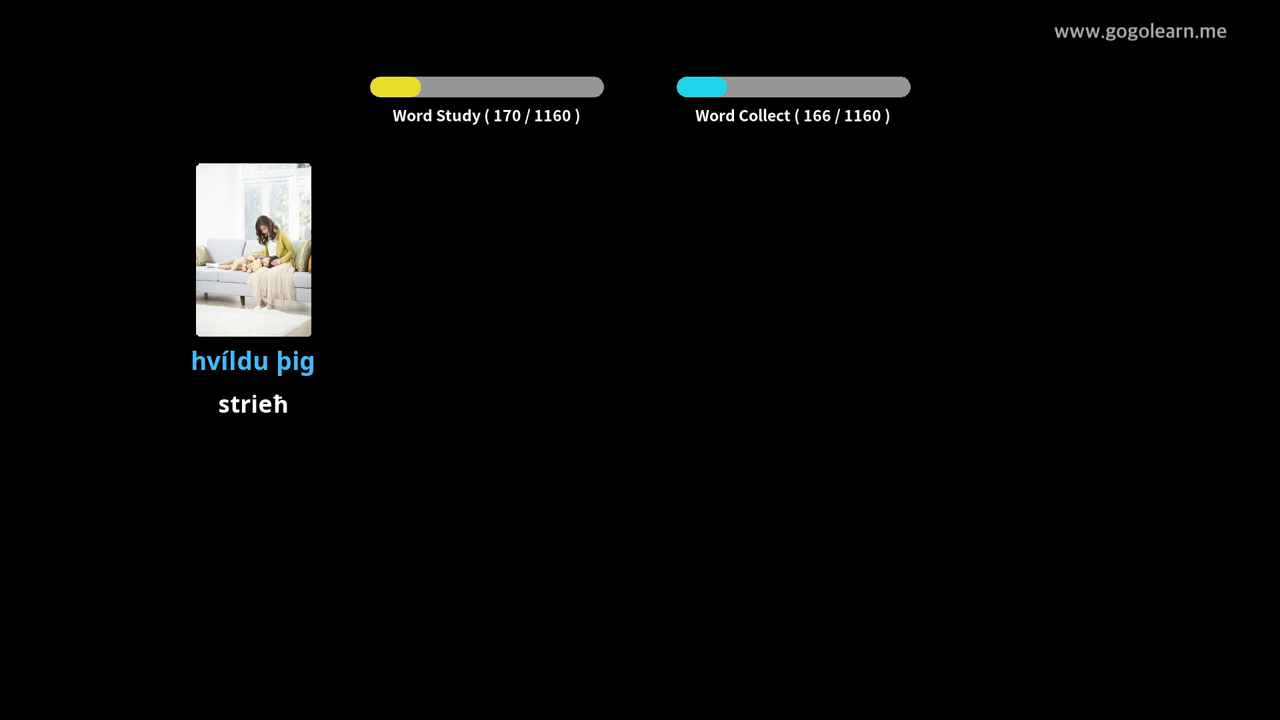 www.gogolearn.me
Word Study ( 170 / 1160 )
Word Collect ( 166 / 1160 )
hvíldu þig
strieħ